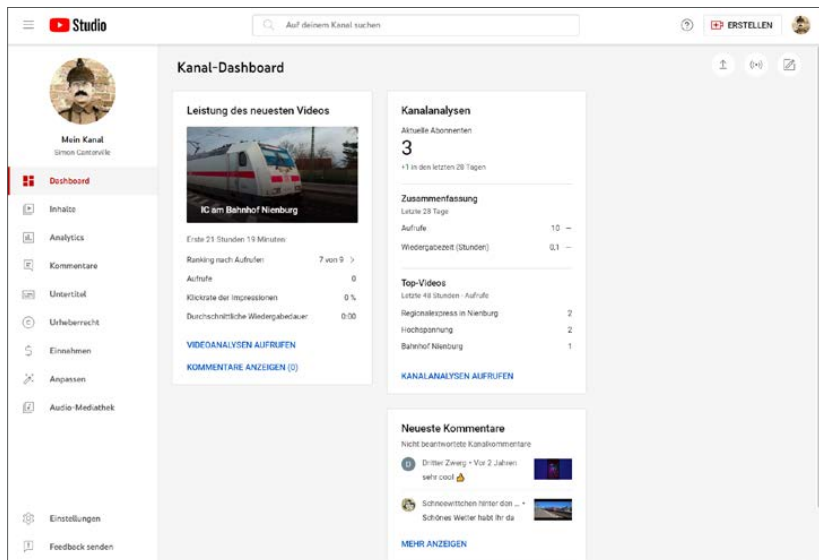 Studio
Auf deinem Kanal suchen
ERSTELLEN
Mein Kanal
Simon Canterville
Dashboard
Inhalte
Analytics
Kommentare
Untertitel
Urheberrecht
Einnahmen
Anpassen
Audio-Mediathek
Einstellungen
Feedback senden
Kanal-Dashboard
Leistung des neuesten Videos
IC am Bahnhof Nienburg
Erste 21 Stunden 19 Minuten
Ranking nach Aufrufen 7 von 9 >
Aufrufe 0
Klickrate der Impressionen 0 %
Durchschnittliche Wiedergabedauer 0:00
VIDEOANALYSEN AUFRUFEN
KOMMENTARE ANZEIGEN (0)
Kanalanalysen
Aktuelle Abonnenten
3
+1 in den letzten 28 Tagen
Zusammenfassung
Letzte 28 Tage
Aufrufe 10 —
Wiedergabezeit (Stunden) 0,1 —
Top-Videos
Letzte 48 Stunden · Aufrufe
Regionalexpress in Nienburg 2
Hochspannung 2
Bahnhof Nienburg 1
KANALANALYSEN AUFRUFEN
Neueste Kommentare
Nicht beantwortete Kanalkommentare
D Dritter Zwerg • Vor 2 Jahren
sehr cool 👍
Schneewittchen hinter den ... •
Schönes Wetter habt ihr da
MEHR ANZEIGEN